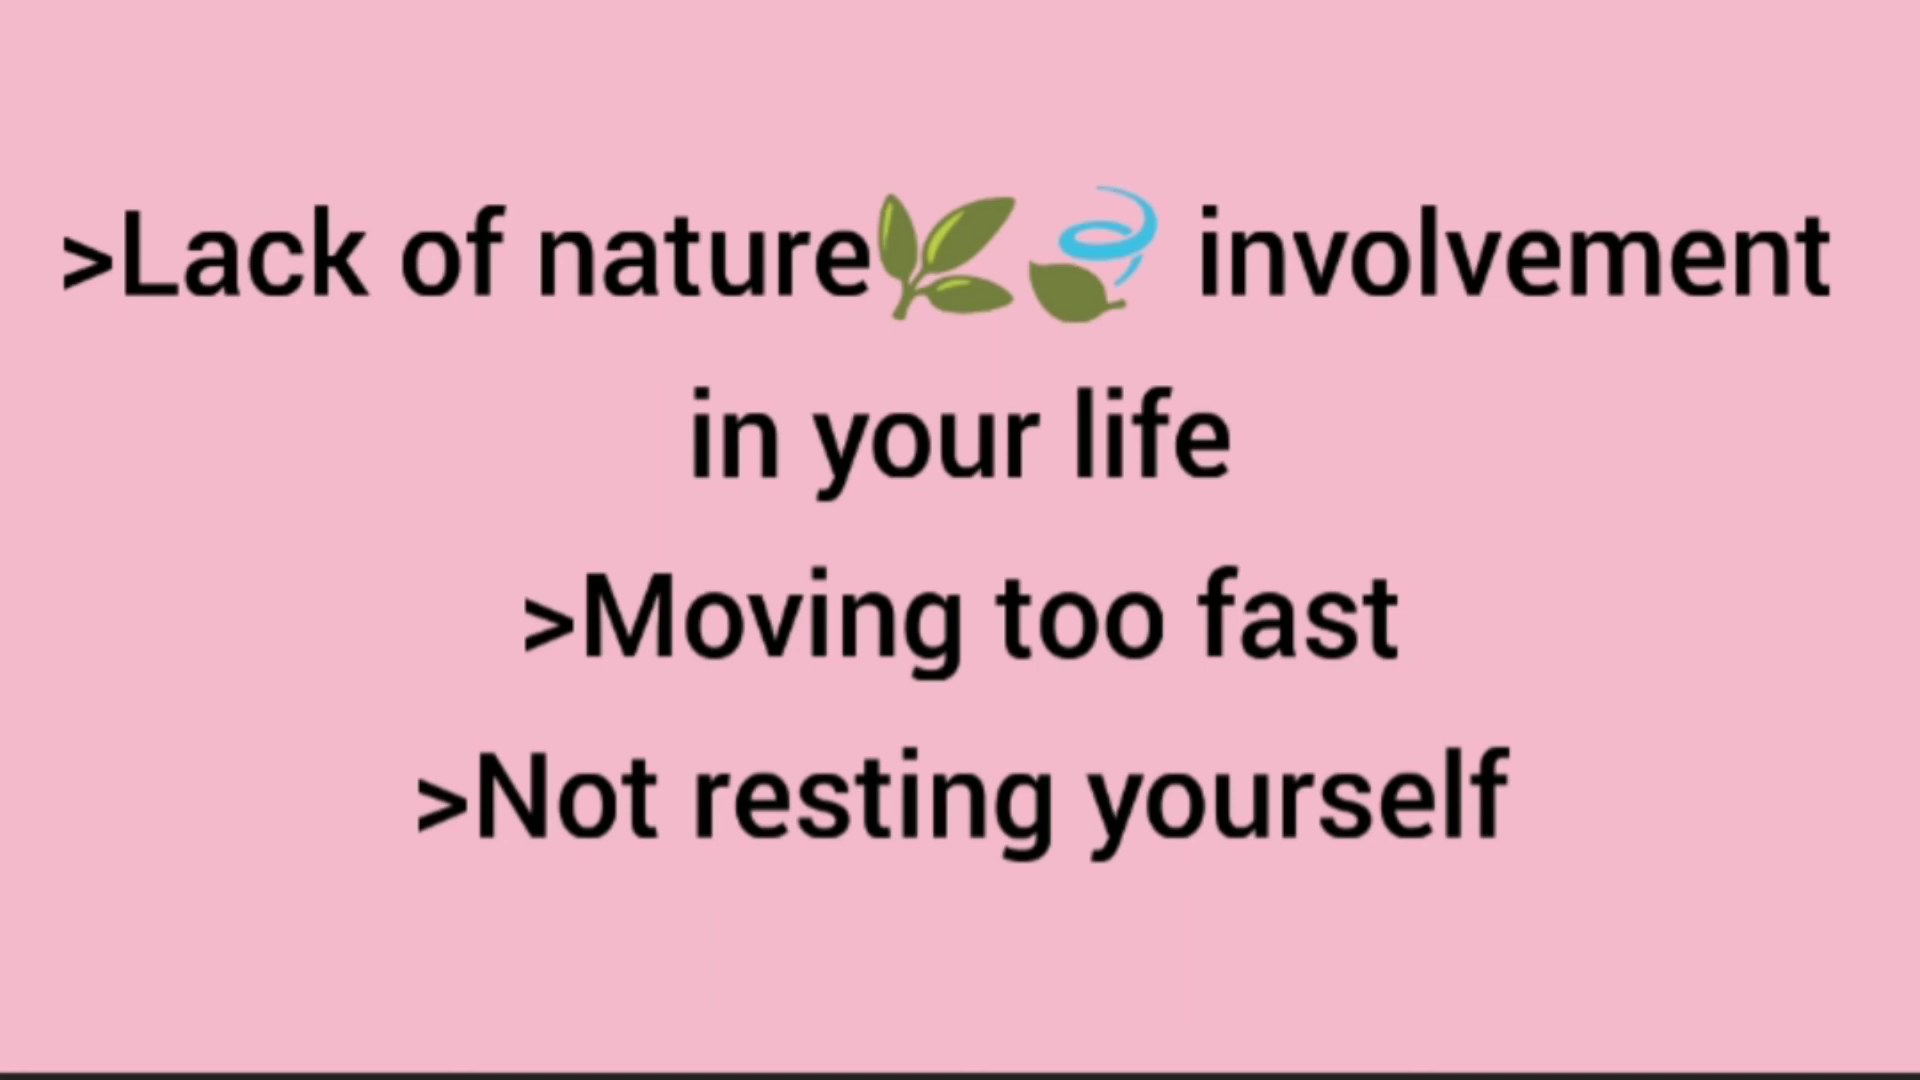 >Lack of nature🌿🍃 involvement
in your life
>Moving too fast
>Not resting yourself